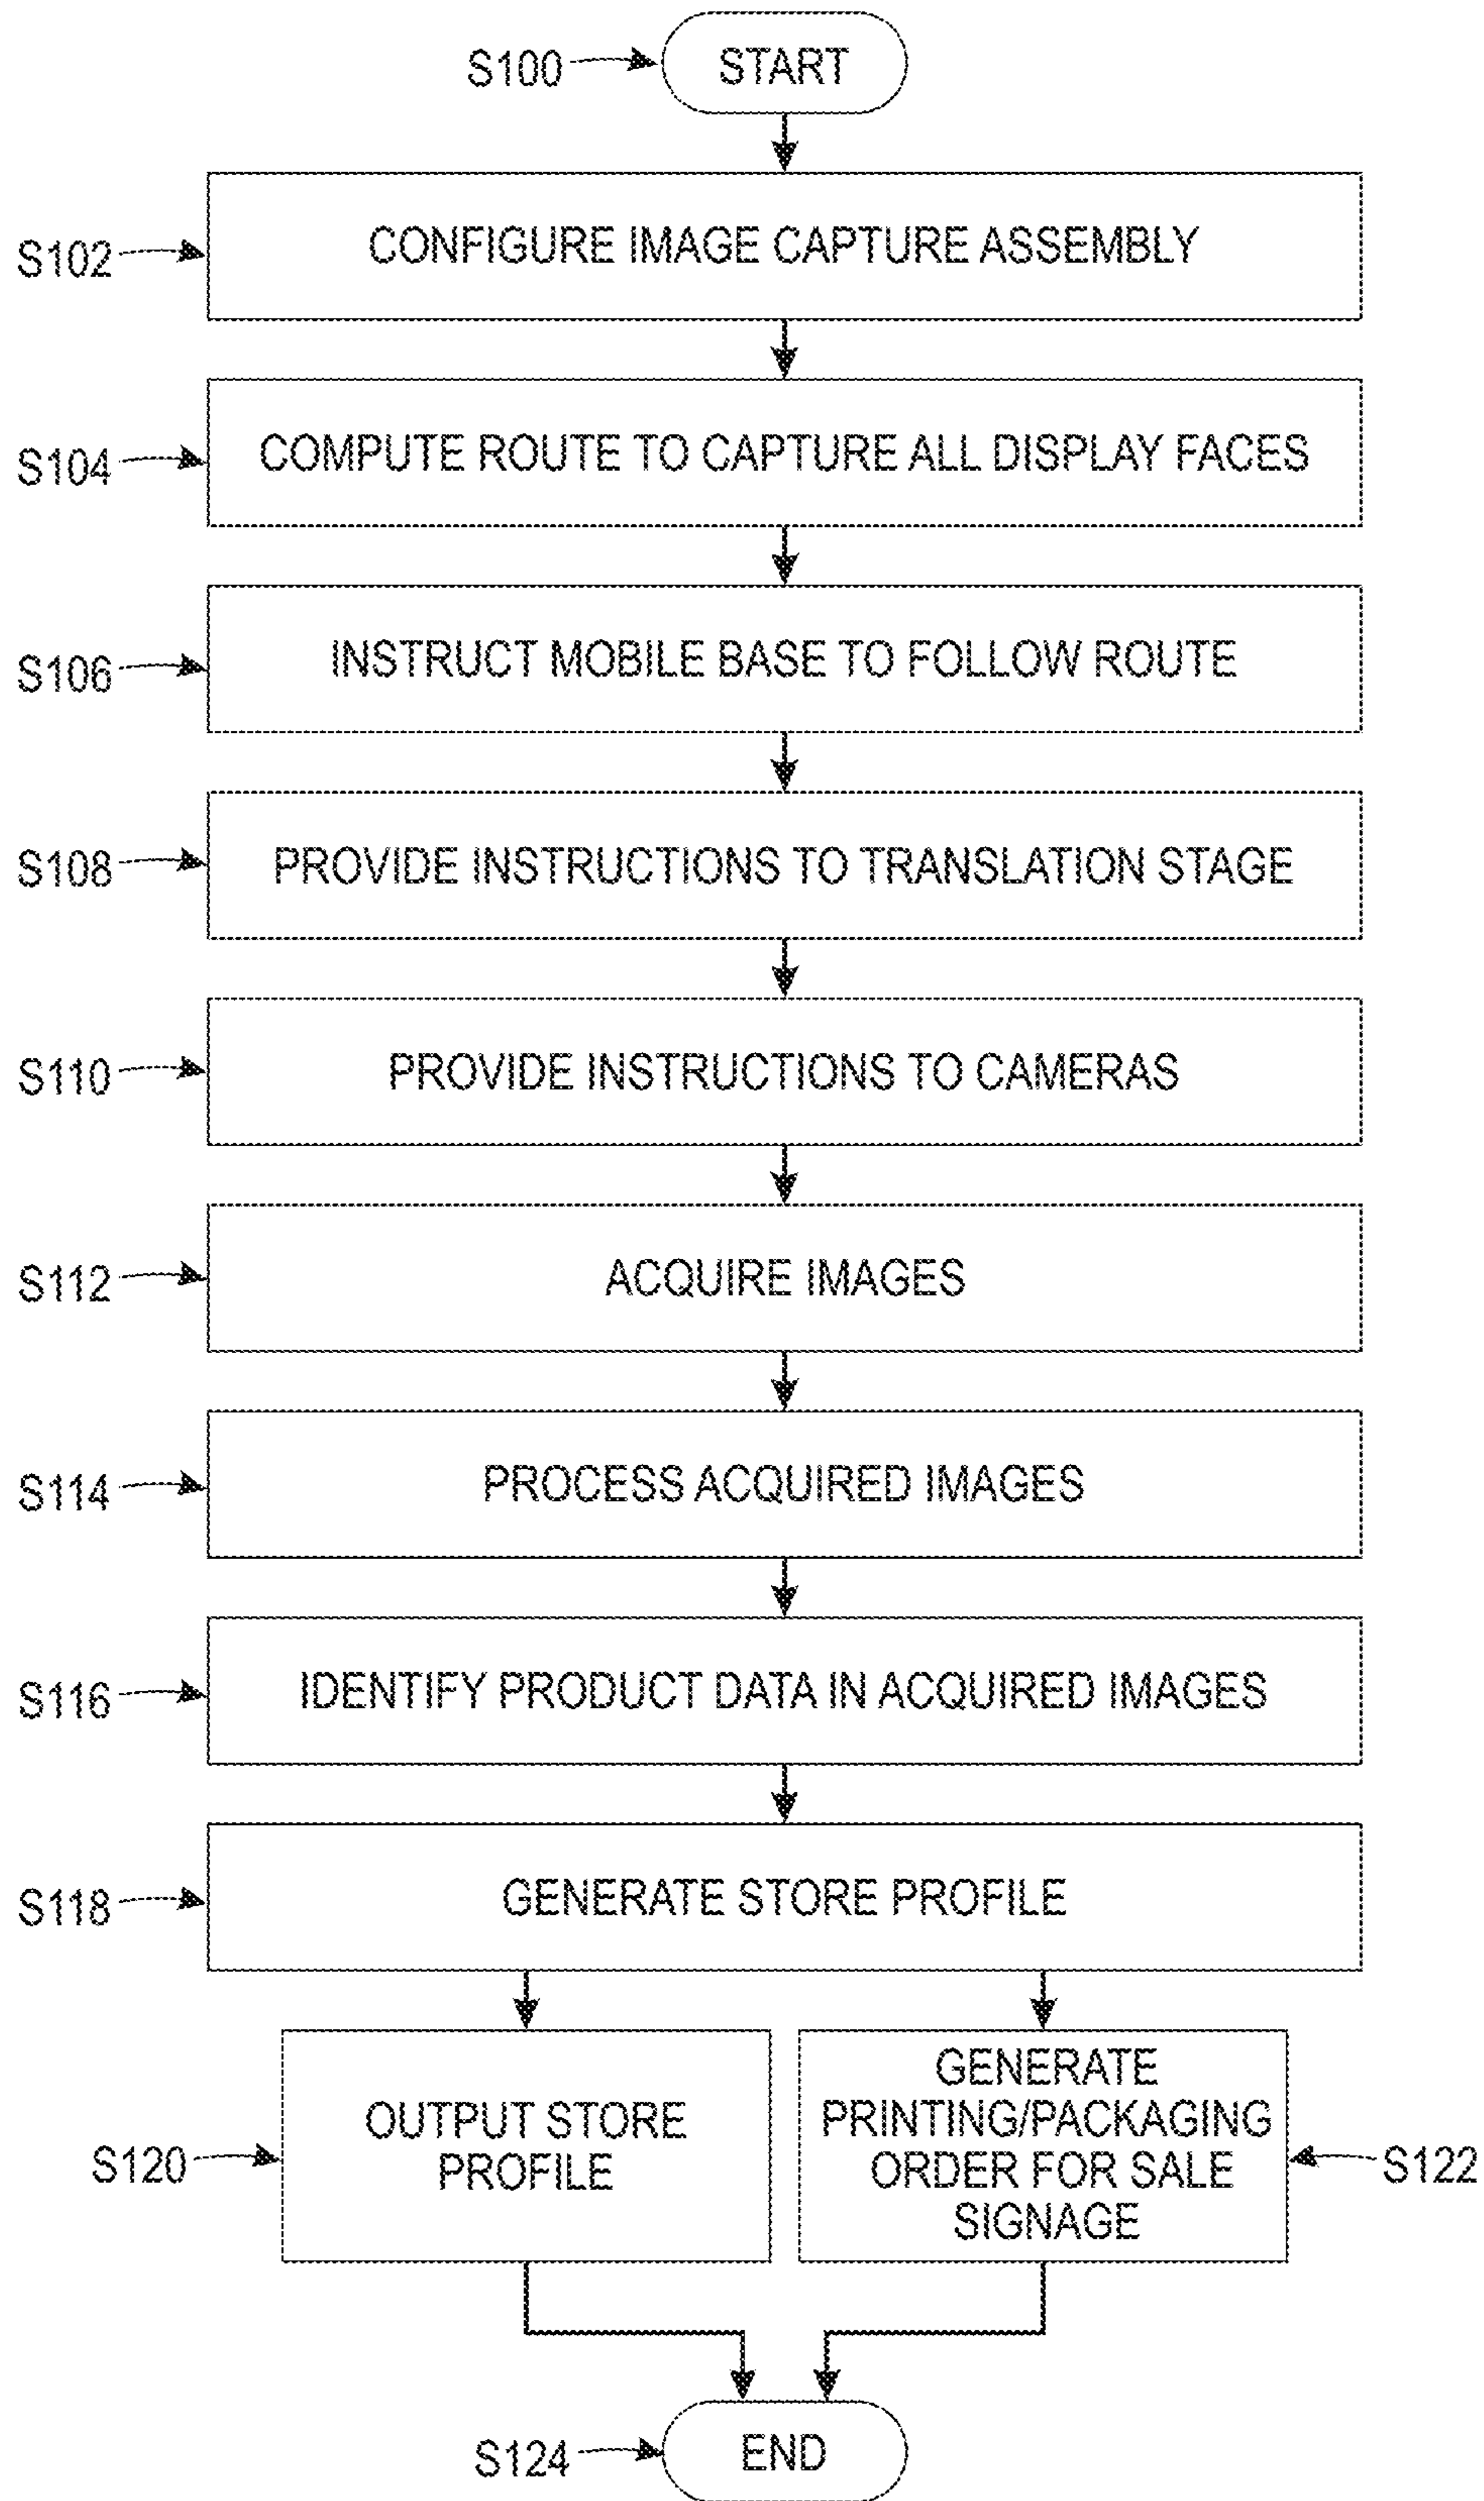 S100 START
S102 CONFIGURE IMAGE CAPTURE ASSEMBLY
S104 COMPUTE ROUTE TO CAPTURE ALL DISPLAY FACES
S106 INSTRUCT MOBILE BASE TO FOLLOW ROUTE
S108 PROVIDE INSTRUCTIONS TO TRANSLATION STAGE
S110 PROVIDE INSTRUCTIONS TO CAMERAS
S112 ACQUIRE IMAGES
S114 PROCESS ACQUIRED IMAGES
S116 IDENTIFY PRODUCT DATA IN ACQUIRED IMAGES
S118 GENERATE STORE PROFILE
S120
OUTPUT STORE
PROFILE
GENERATE
PRINTING/PACKAGING
ORDER FOR SALE
SIGNAGE
S122
S124 END